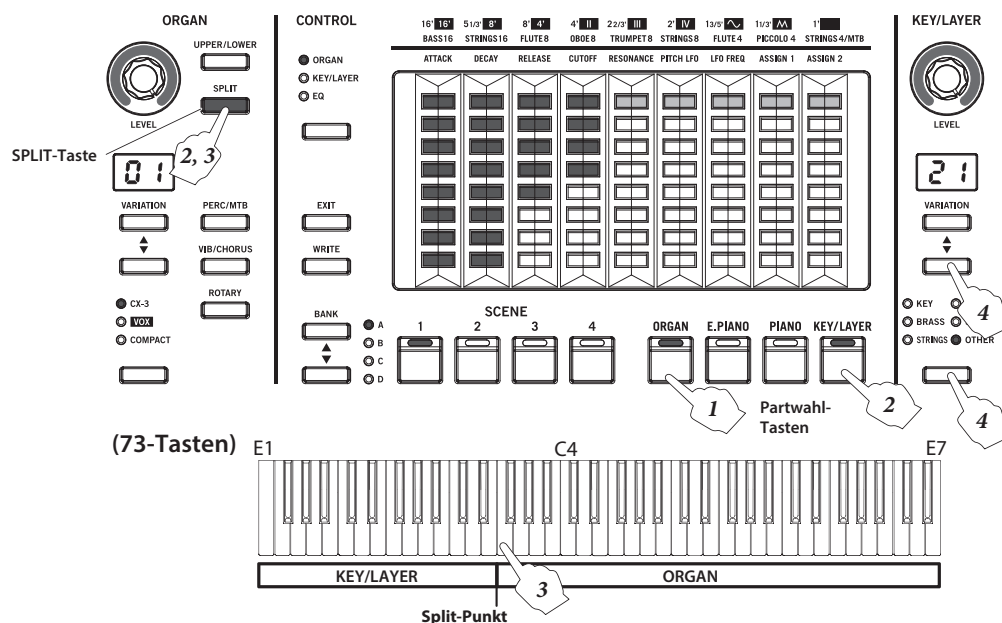 ORGAN
CONTROL
KEY/LAYER
16' 16' 5 1/3' 8' 8' 4' 4' II 2 2/3' III 2' IV 1 3/5' 1 1/3' 1'
BASS16 STRINGS16 FLUTE8 OBOE8 TRUMPET8 STRINGS8 FLUTE4 PICCOLO4 STRINGS4/MTB
ATTACK DECAY RELEASE CUTOFF RESONANCE PITCH LFO LFO FREQ ASSIGN 1 ASSIGN 2
UPPER/LOWER
SPLIT
LEVEL
SPLIT-Taste
2, 3
01
VARIATION
PERC/MTB
VIB/CHORUS
ROTARY
CX-3
VOX
COMPACT
ORGAN
KEY/LAYER
EQ
EXIT
WRITE
BANK
A
B
C
D
SCENE
1 2 3 4
ORGAN E.PIANO PIANO KEY/LAYER
1
Partwahl-
Tasten
2
LEVEL
21
VARIATION
4
KEY
BRASS
STRINGS OTHER
4
(73-Tasten)
E1 C4 E7
3
KEY/LAYER ORGAN
Split-Punkt